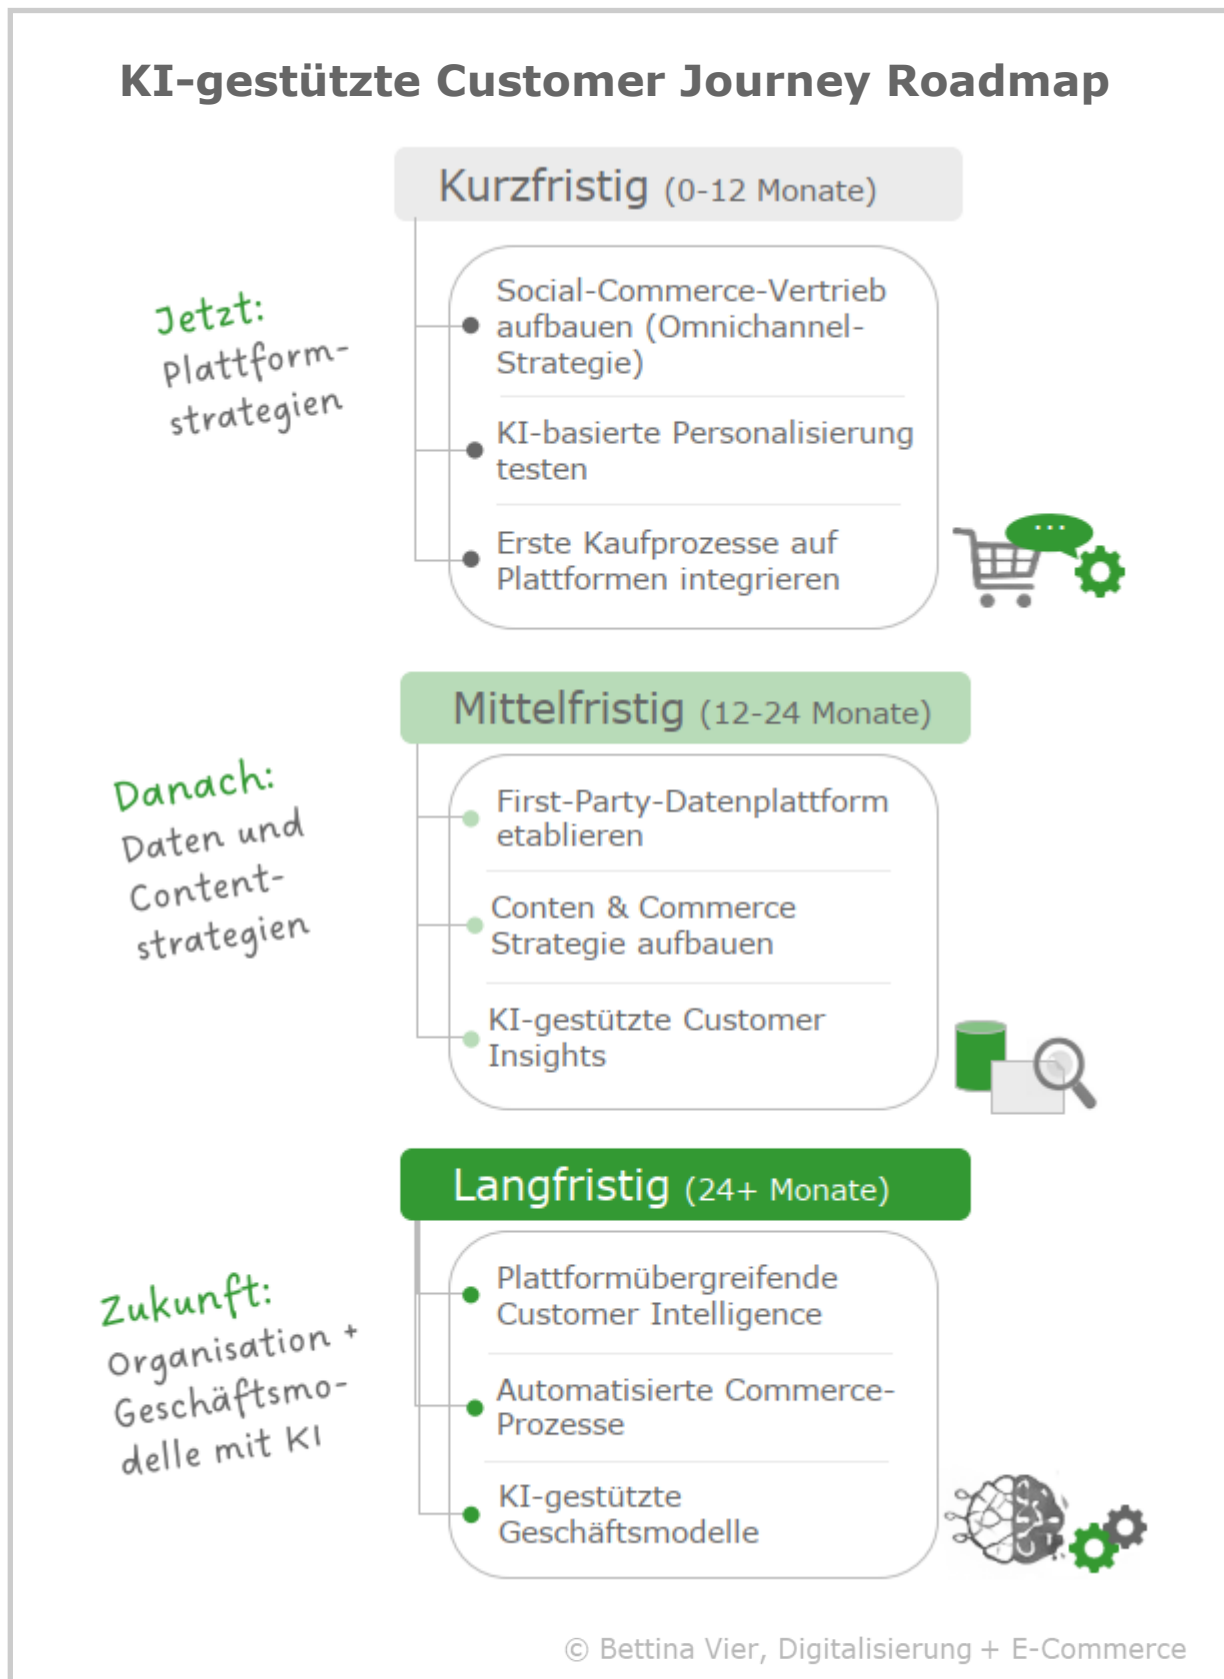 KI-gestützte Customer Journey Roadmap
Kurzfristig (0-12 Monate)
Jetzt:
Plattform-
strategien
Social-Commerce-Vertrieb
aufbauen (Omnichannel-
Strategie)
KI-basierte Personalisierung
testen
Erste Kaufprozesse auf
Plattformen integrieren
Mittelfristig (12-24 Monate)
Danach:
Daten und
Content-
strategien
First-Party-Datenplattform
etablieren
Conten & Commerce
Strategie aufbauen
KI-gestützte Customer
Insights
Langfristig (24+ Monate)
Zukunft:
Organisation +
Geschäftsmo-
delle mit KI
Plattformübergreifende
Customer Intelligence
Automatisierte Commerce-
Prozesse
KI-gestützte
Geschäftsmodelle
© Bettina Vier, Digitalisierung + E-Commerce